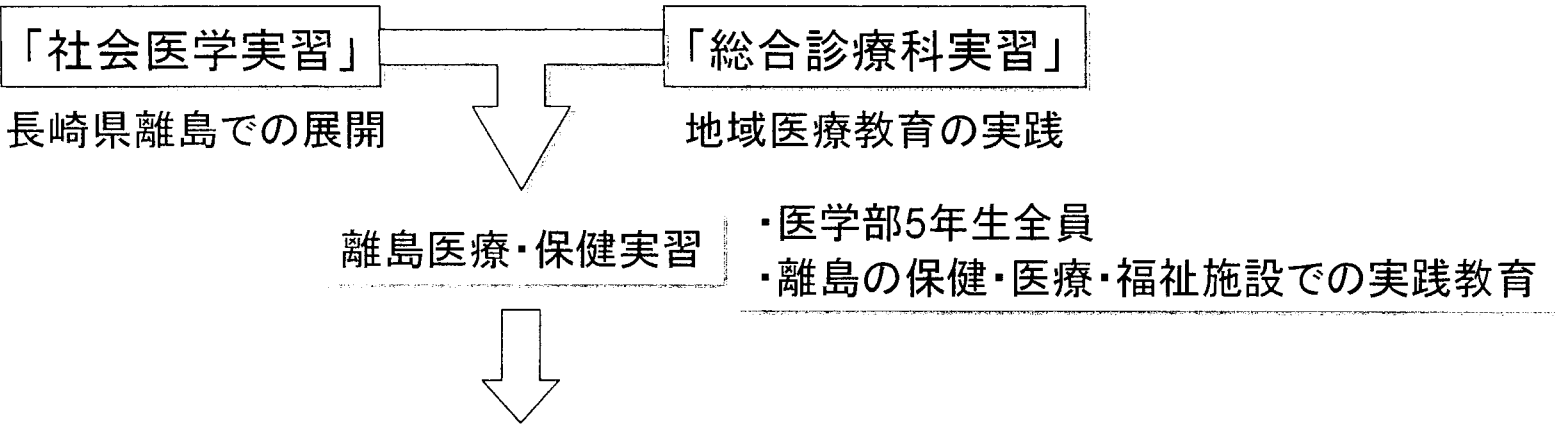 「社会医学実習」
「総合診療科実習」
長崎県離島での展開
地域医療教育の実践
離島医療・保健実習
・医学部5年生全員
・離島の保健・医療・福祉施設での実践教育